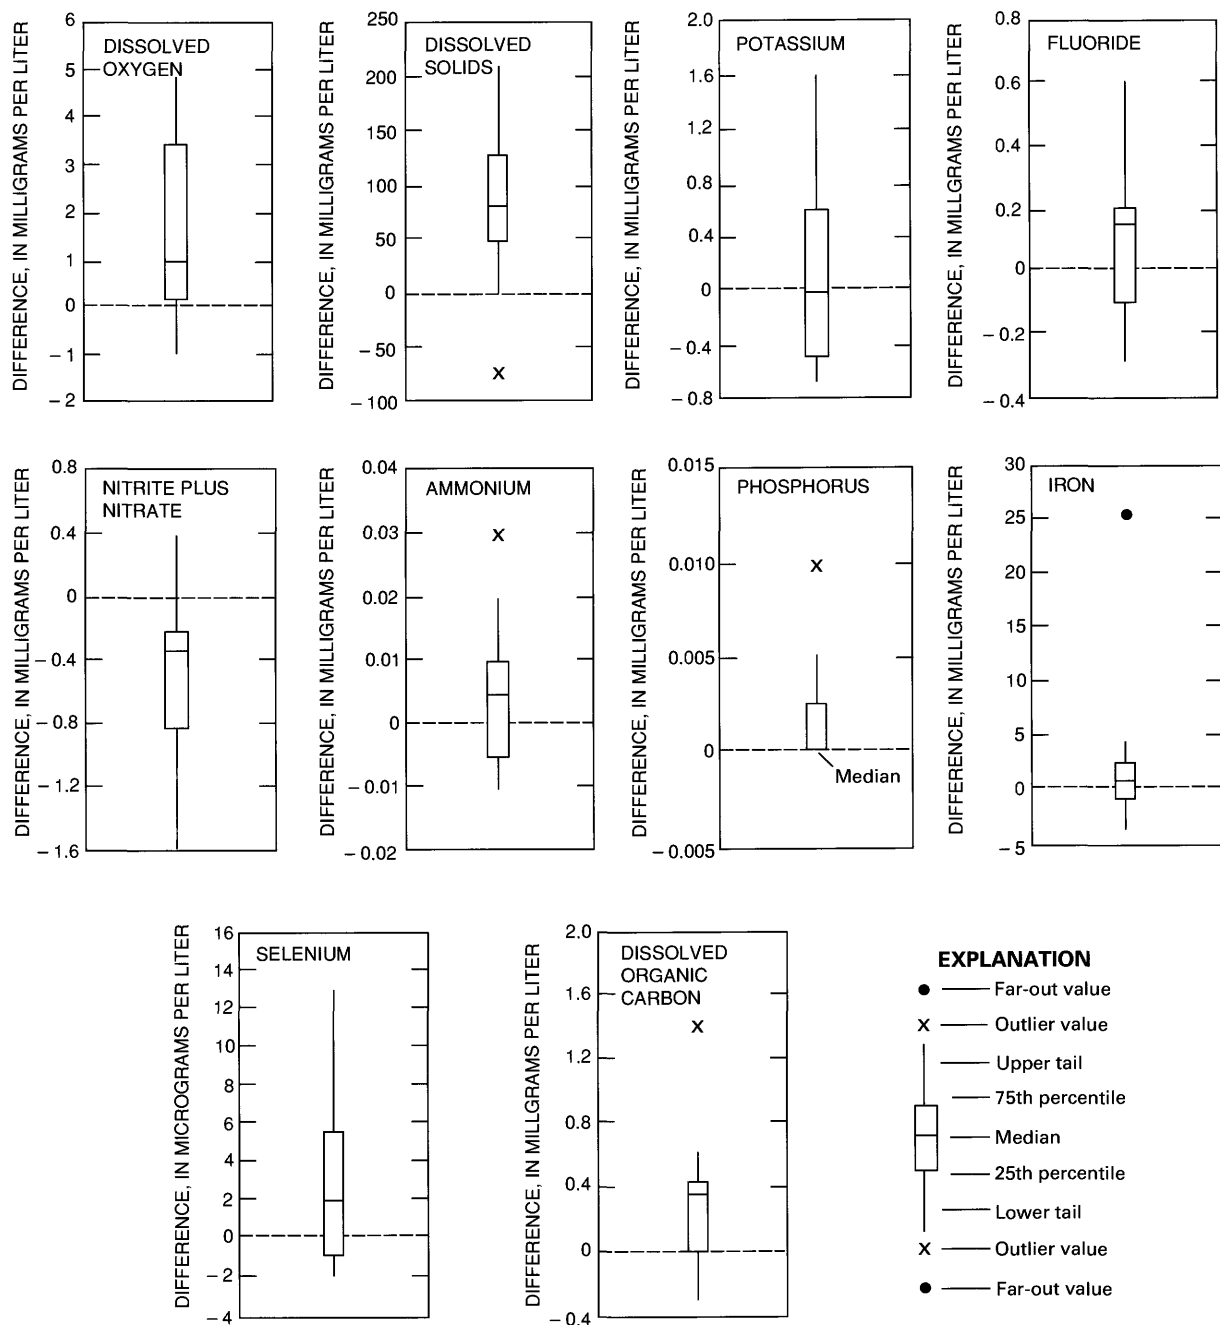 DIFFERENCE, IN MILLIGRAMS PER LITER
6
5
4
3
2
1
0
– 1
– 2
DISSOLVED
OXYGEN
DIFFERENCE, IN MILLIGRAMS PER LITER
250
200
150
100
50
0
– 50
– 100
DISSOLVED
SOLIDS
DIFFERENCE, IN MILLIGRAMS PER LITER
2.0
1.6
1.2
0.8
0.4
0
– 0.4
– 0.8
POTASSIUM
DIFFERENCE, IN MILLGRAMS PER LITER
0.8
0.6
0.4
0.2
0
– 0.2
– 0.4
FLUORIDE
DIFFERENCE, IN MILLIGRAMS PER LITER
0.8
0.4
0
– 0.4
– 0.8
– 1.2
– 1.6
NITRITE PLUS
NITRATE
DIFFERENCE, IN MILLIGRAMS PER LITER
0.04
0.03
0.02
0.01
0
– 0.01
– 0.02
AMMONIUM
DIFFERENCE, IN MILLIGRAMS PER LITER
0.015
0.010
0.005
0
– 0.005
PHOSPHORUS
Median
DIFFERENCE, IN MILLIGRAMS PER LITER
30
25
20
15
10
5
0
– 5
IRON
DIFFERENCE, IN MICROGRAMS PER LITER
16
14
12
10
8
6
4
2
0
– 2
– 4
SELENIUM
DIFFERENCE, IN MILLGRAMS PER LITER
2.0
1.6
1.2
0.8
0.4
0
– 0.4
DISSOLVED
ORGANIC
CARBON
EXPLANATION
Far-out value
x Outlier value
Upper tail
75th percentile
Median
25th percentile
Lower tail
x Outlier value
Far-out value